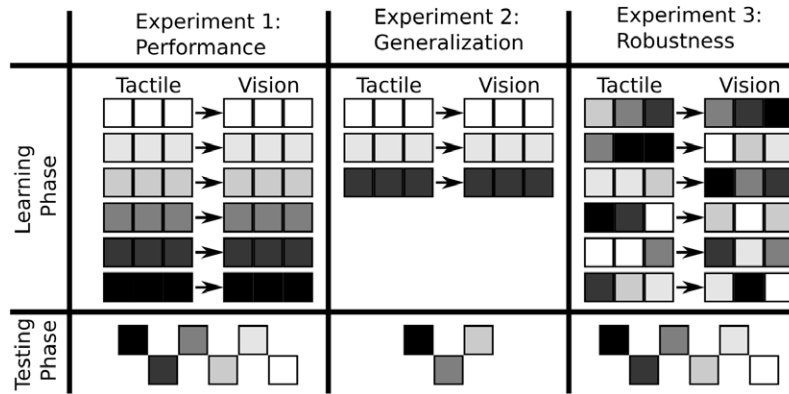 Experiment 1:
Performance
Experiment 2:
Generalization
Experiment 3:
Robustness
Learning
Phase
Tactile Vision
Tactile Vision
Tactile Vision
Testing
Phase